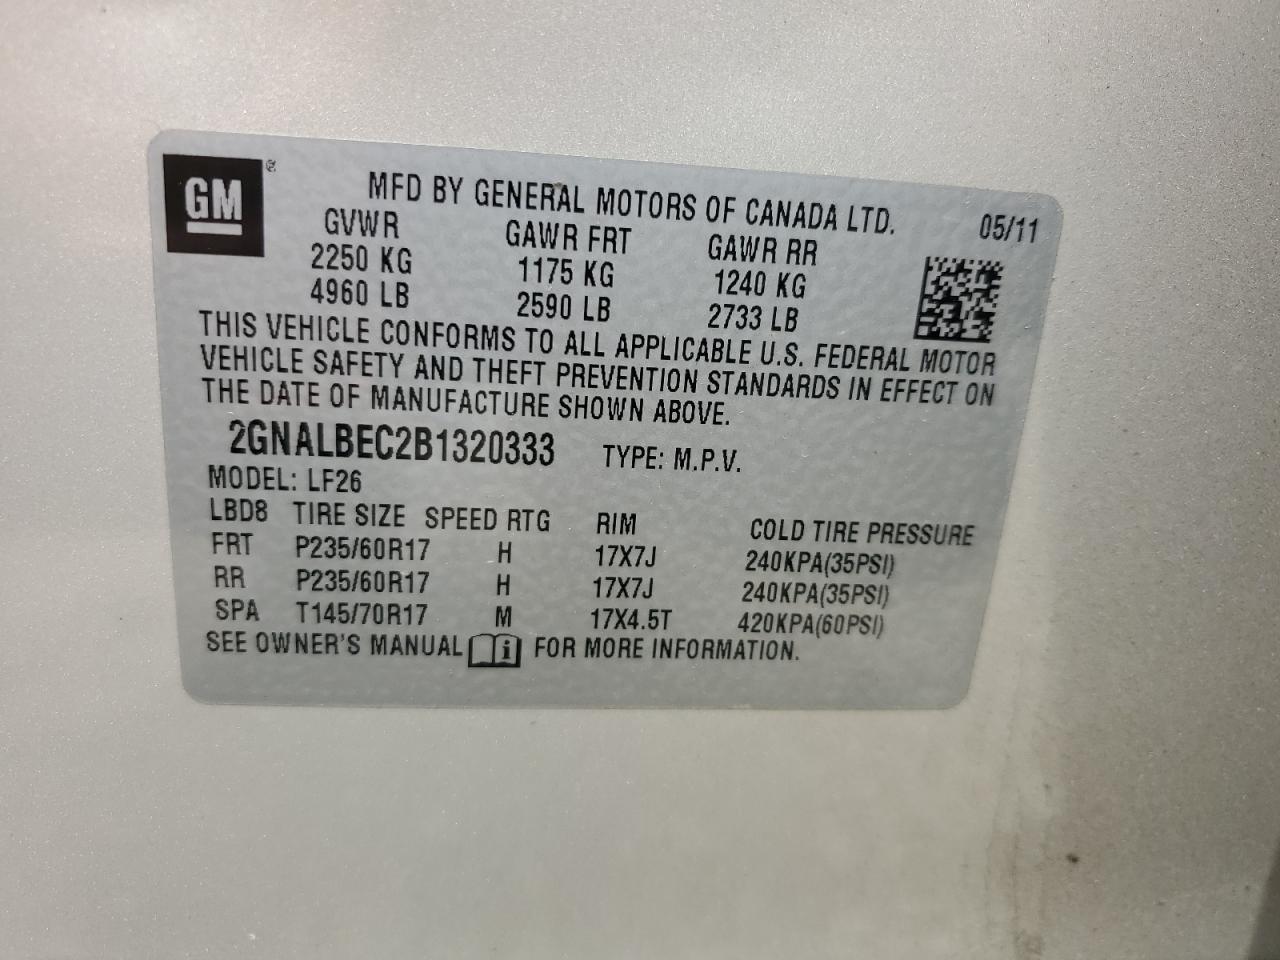 GM ®
MFD BY GENERAL MOTORS OF CANADA LTD. 05/11
GVWR GAWR FRT GAWR RR
2250 KG 1175 KG 1240 KG
4960 LB 2590 LB 2733 LB
THIS VEHICLE CONFORMS TO ALL APPLICABLE U.S. FEDERAL MOTOR
VEHICLE SAFETY AND THEFT PREVENTION STANDARDS IN EFFECT ON
THE DATE OF MANUFACTURE SHOWN ABOVE.
2GNALBEC2B1320333 TYPE: M.P.V.
MODEL: LF26
LBD8 TIRE SIZE SPEED RTG RIM COLD TIRE PRESSURE
FRT P235/60R17 H 17X7J 240KPA(35PSI)
RR P235/60R17 H 17X7J 240KPA(35PSI)
SPA T145/70R17 M 17X4.5T 420KPA(60PSI)
SEE OWNER'S MANUAL i FOR MORE INFORMATION.